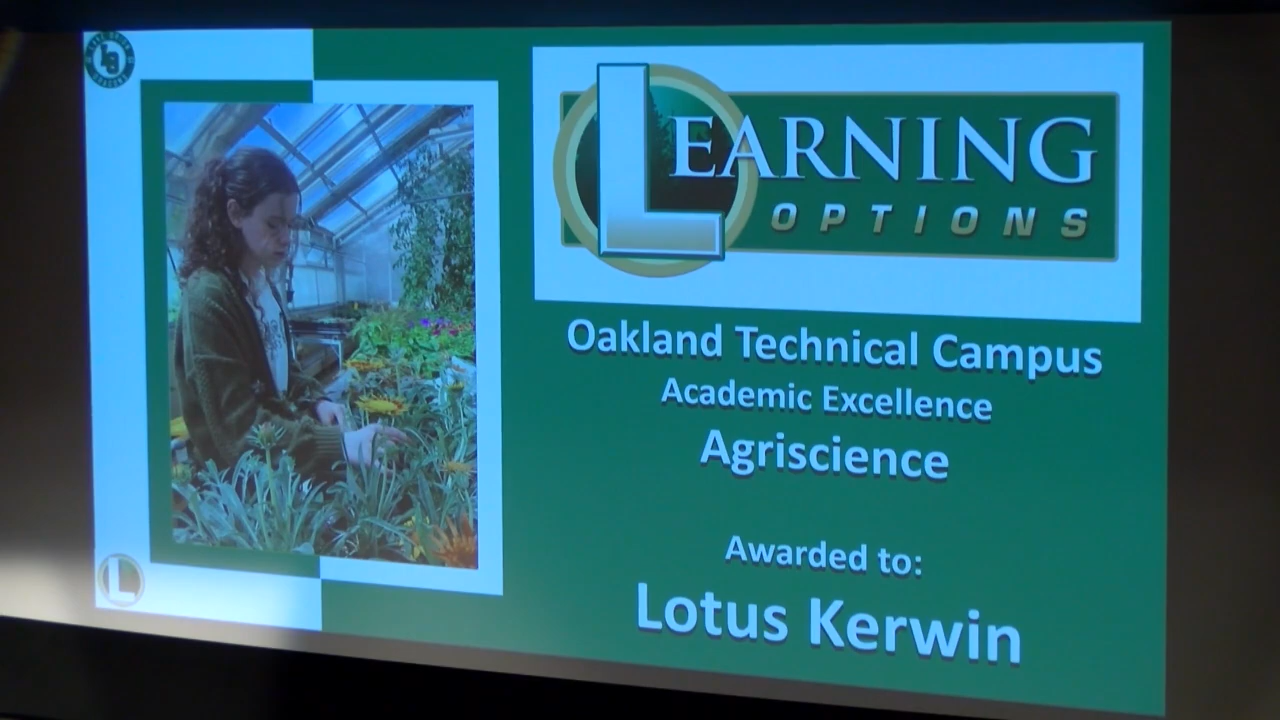 LEARNING
OPTIONS
Oakland Technical Campus
Academic Excellence
Agriscience
Awarded to:
Lotus Kerwin
L